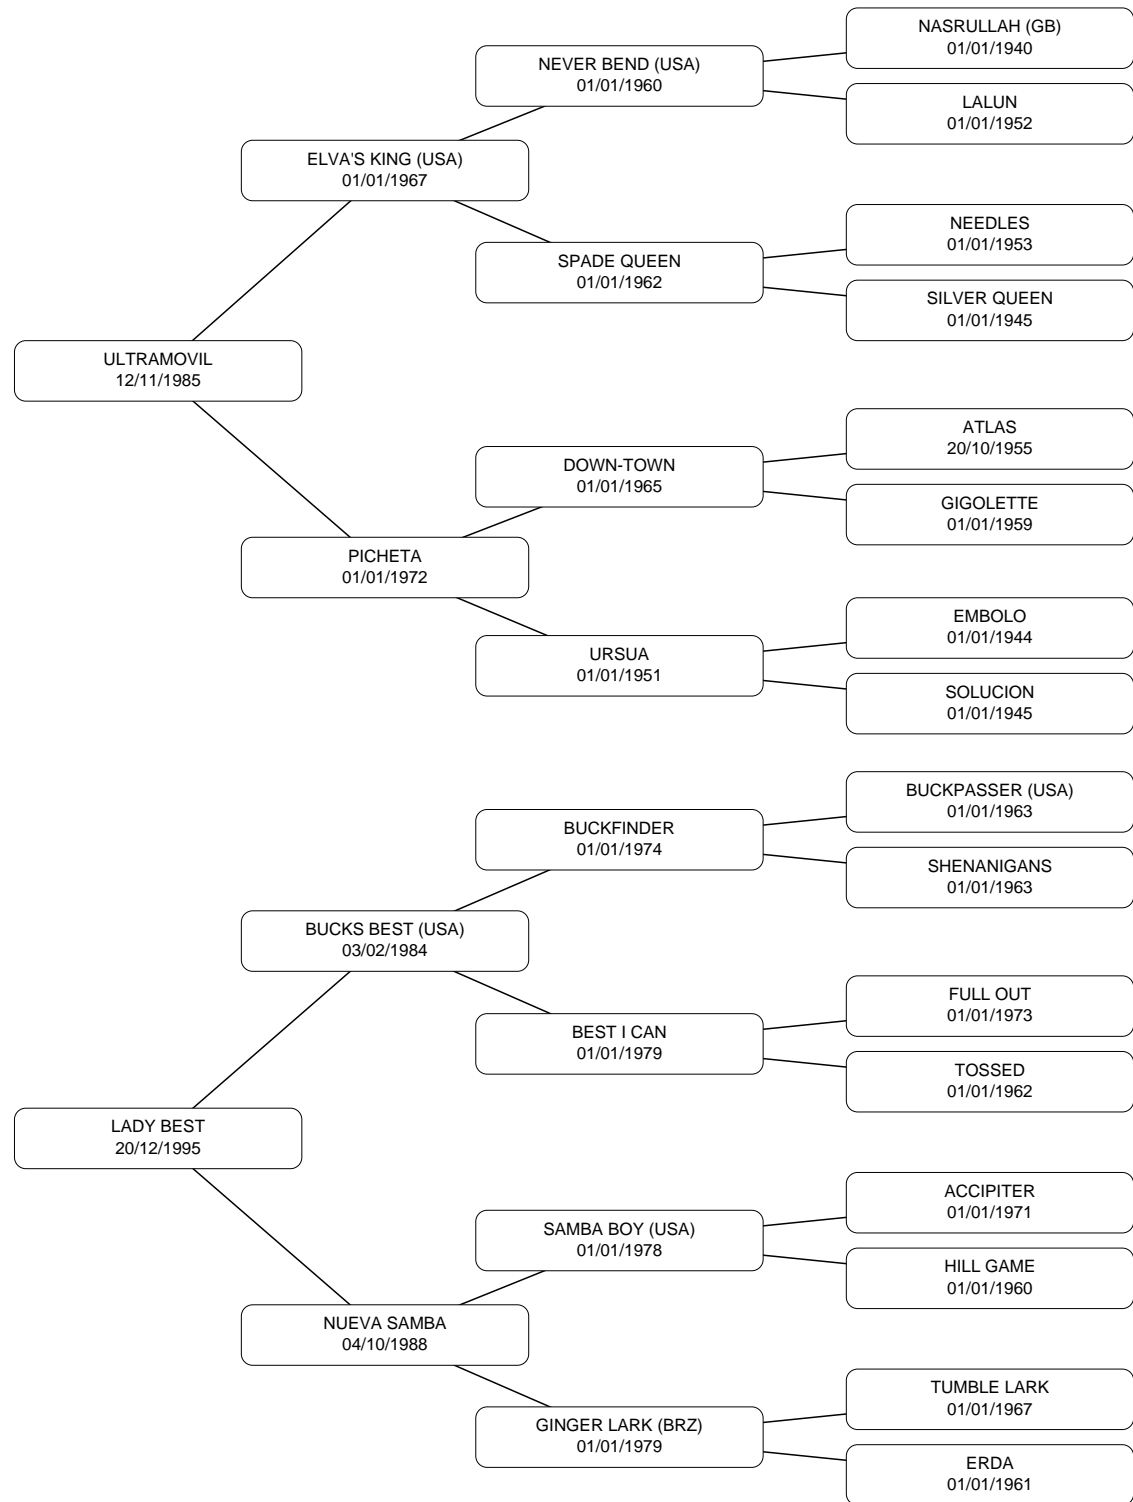 NASRULLAH (GB)
01/01/1940
NEVER BEND (USA)
01/01/1960
LALUN
01/01/1952
ELVA'S KING (USA)
01/01/1967
NEEDLES
01/01/1953
SPADE QUEEN
01/01/1962
SILVER QUEEN
01/01/1945
ULTRAMOVIL
12/11/1985
ATLAS
20/10/1955
DOWN-TOWN
01/01/1965
GIGOLETTE
01/01/1959
PICHETA
01/01/1972
EMBOLO
01/01/1944
URSUA
01/01/1951
SOLUCION
01/01/1945
BUCKPASSER (USA)
01/01/1963
BUCKFINDER
01/01/1974
SHENANIGANS
01/01/1963
BUCKS BEST (USA)
03/02/1984
FULL OUT
01/01/1973
BEST I CAN
01/01/1979
TOSSED
01/01/1962
LADY BEST
20/12/1995
ACCIPITER
01/01/1971
SAMBA BOY (USA)
01/01/1978
HILL GAME
01/01/1960
NUEVA SAMBA
04/10/1988
TUMBLE LARK
01/01/1967
GINGER LARK (BRZ)
01/01/1979
ERDA
01/01/1961